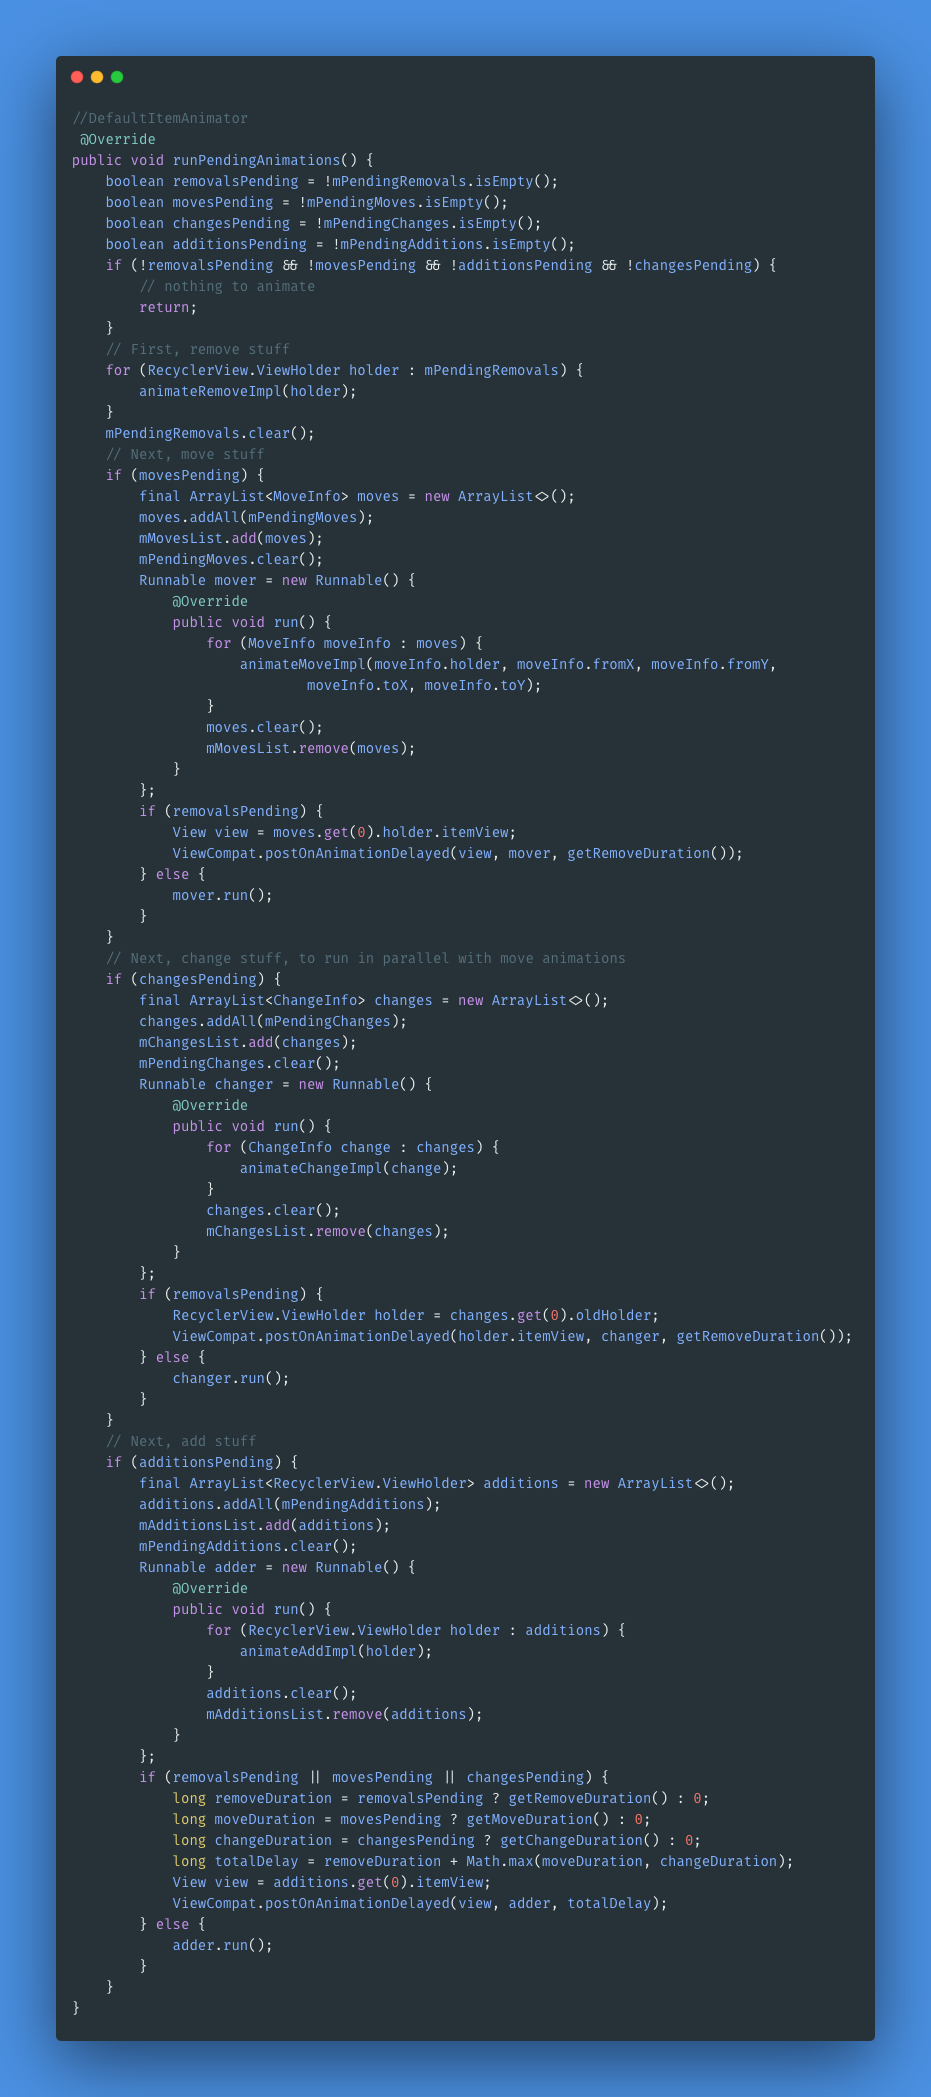 //DefaultItemAnimator
 @Override
public void runPendingAnimations() {
    boolean removalsPending = !mPendingRemovals.isEmpty();
    boolean movesPending = !mPendingMoves.isEmpty();
    boolean changesPending = !mPendingChanges.isEmpty();
    boolean additionsPending = !mPendingAdditions.isEmpty();
    if (!removalsPending && !movesPending && !additionsPending && !changesPending) {
        // nothing to animate
        return;
    }
    // First, remove stuff
    for (RecyclerView.ViewHolder holder : mPendingRemovals) {
        animateRemoveImpl(holder);
    }
    mPendingRemovals.clear();
    // Next, move stuff
    if (movesPending) {
        final ArrayList<MoveInfo> moves = new ArrayList<>();
        moves.addAll(mPendingMoves);
        mMovesList.add(moves);
        mPendingMoves.clear();
        Runnable mover = new Runnable() {
            @Override
            public void run() {
                for (MoveInfo moveInfo : moves) {
                    animateMoveImpl(moveInfo.holder, moveInfo.fromX, moveInfo.fromY,
                            moveInfo.toX, moveInfo.toY);
                }
                moves.clear();
                mMovesList.remove(moves);
            }
        };
        if (removalsPending) {
            View view = moves.get(0).holder.itemView;
            ViewCompat.postOnAnimationDelayed(view, mover, getRemoveDuration());
        } else {
            mover.run();
        }
    }
    // Next, change stuff, to run in parallel with move animations
    if (changesPending) {
        final ArrayList<ChangeInfo> changes = new ArrayList<>();
        changes.addAll(mPendingChanges);
        mChangesList.add(changes);
        mPendingChanges.clear();
        Runnable changer = new Runnable() {
            @Override
            public void run() {
                for (ChangeInfo change : changes) {
                    animateChangeImpl(change);
                }
                changes.clear();
                mChangesList.remove(changes);
            }
        };
        if (removalsPending) {
            RecyclerView.ViewHolder holder = changes.get(0).oldHolder;
            ViewCompat.postOnAnimationDelayed(holder.itemView, changer, getRemoveDuration());
        } else {
            changer.run();
        }
    }
    // Next, add stuff
    if (additionsPending) {
        final ArrayList<RecyclerView.ViewHolder> additions = new ArrayList<>();
        additions.addAll(mPendingAdditions);
        mAdditionsList.add(additions);
        mPendingAdditions.clear();
        Runnable adder = new Runnable() {
            @Override
            public void run() {
                for (RecyclerView.ViewHolder holder : additions) {
                    animateAddImpl(holder);
                }
                additions.clear();
                mAdditionsList.remove(additions);
            }
        };
        if (removalsPending || movesPending || changesPending) {
            long removeDuration = removalsPending ? getRemoveDuration() : 0;
            long moveDuration = movesPending ? getMoveDuration() : 0;
            long changeDuration = changesPending ? getChangeDuration() : 0;
            long totalDelay = removeDuration + Math.max(moveDuration, changeDuration);
            View view = additions.get(0).itemView;
            ViewCompat.postOnAnimationDelayed(view, adder, totalDelay);
        } else {
            adder.run();
        }
    }
}